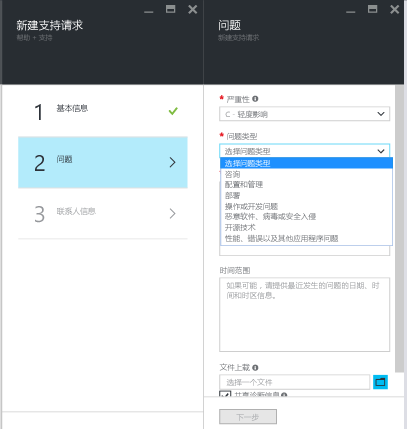 新建支持请求
帮助 + 支持
1 基本信息
2 问题
3 联系人信息
问题
新建支持请求
* 严重性
C - 轻度影响
* 问题类型
选择问题类型
选择问题类型
咨询
配置和管理
部署
操作或开发问题
恶意软件、病毒或安全入侵
开源技术
性能、错误以及其他应用程序问题
时间范围
如果可能，请提供最近发生的问题的日期、时
间和时区信息。
文件上载
选择一个文件
共享诊断信息
下一步